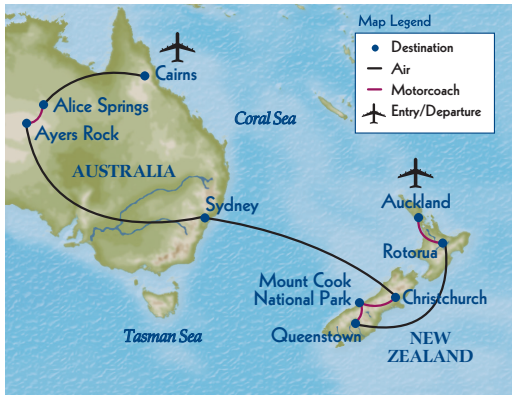 Map Legend
Destination
Air
Motorcoach
Entry/Departure
Cairns
Alice Springs
Ayers Rock
Coral Sea
AUSTRALIA
Sydney
Auckland
Rotorua
Mount Cook
National Park
Christchurch
Queenstown
Tasman Sea
NEW
ZEALAND